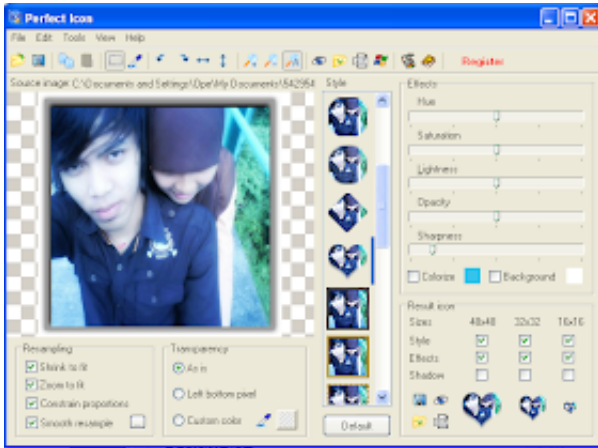 Perfect Icon
File Edit Tools View Help
Register
Source image: C:\Documents and Settings\Ope\My Documents\542954
Style
Effects
Hue
Saturation
Lightness
Opacity
Sharpness
Colorize Background
Resampling
Shrink to fit
Zoom to fit
Constrain proportions
Smooth resample
Transparency
As is
Left bottom pixel
Custom color
Default
Result icon
Sizes 48x48 32x32 16x16
Style
Effects
Shadow